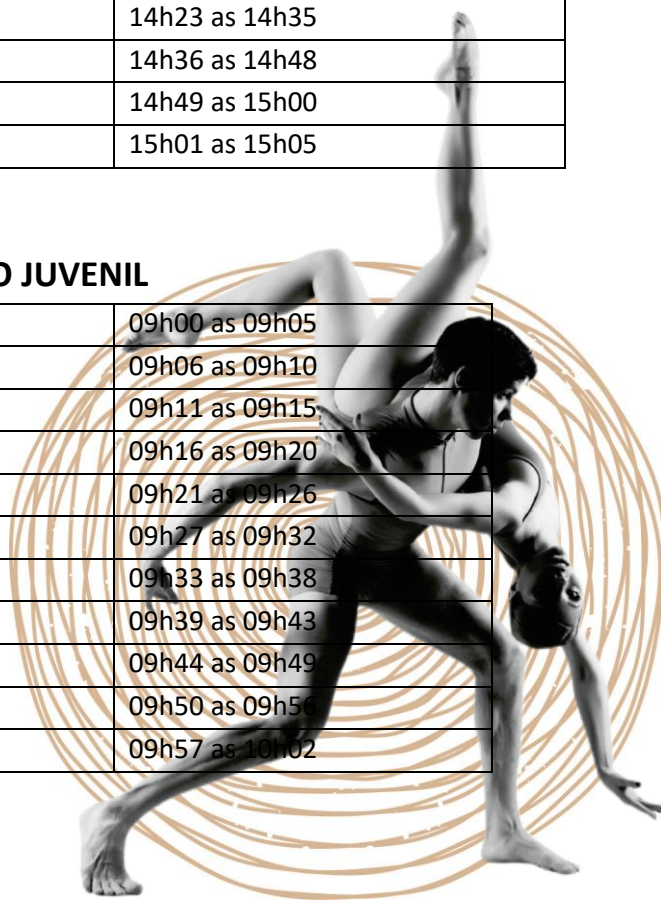 14h23 as 14h35
14h36 as 14h48
14h49 as 15h00
15h01 as 15h05
O JUVENIL
09h00 as 09h05
09h06 as 09h10
09h11 as 09h15
09h16 as 09h20
09h21 as 09h26
09h27 as 09h32
09h33 as 09h38
09h39 as 09h43
09h44 as 09h49
09h50 as 09h56
09h57 as 10h02